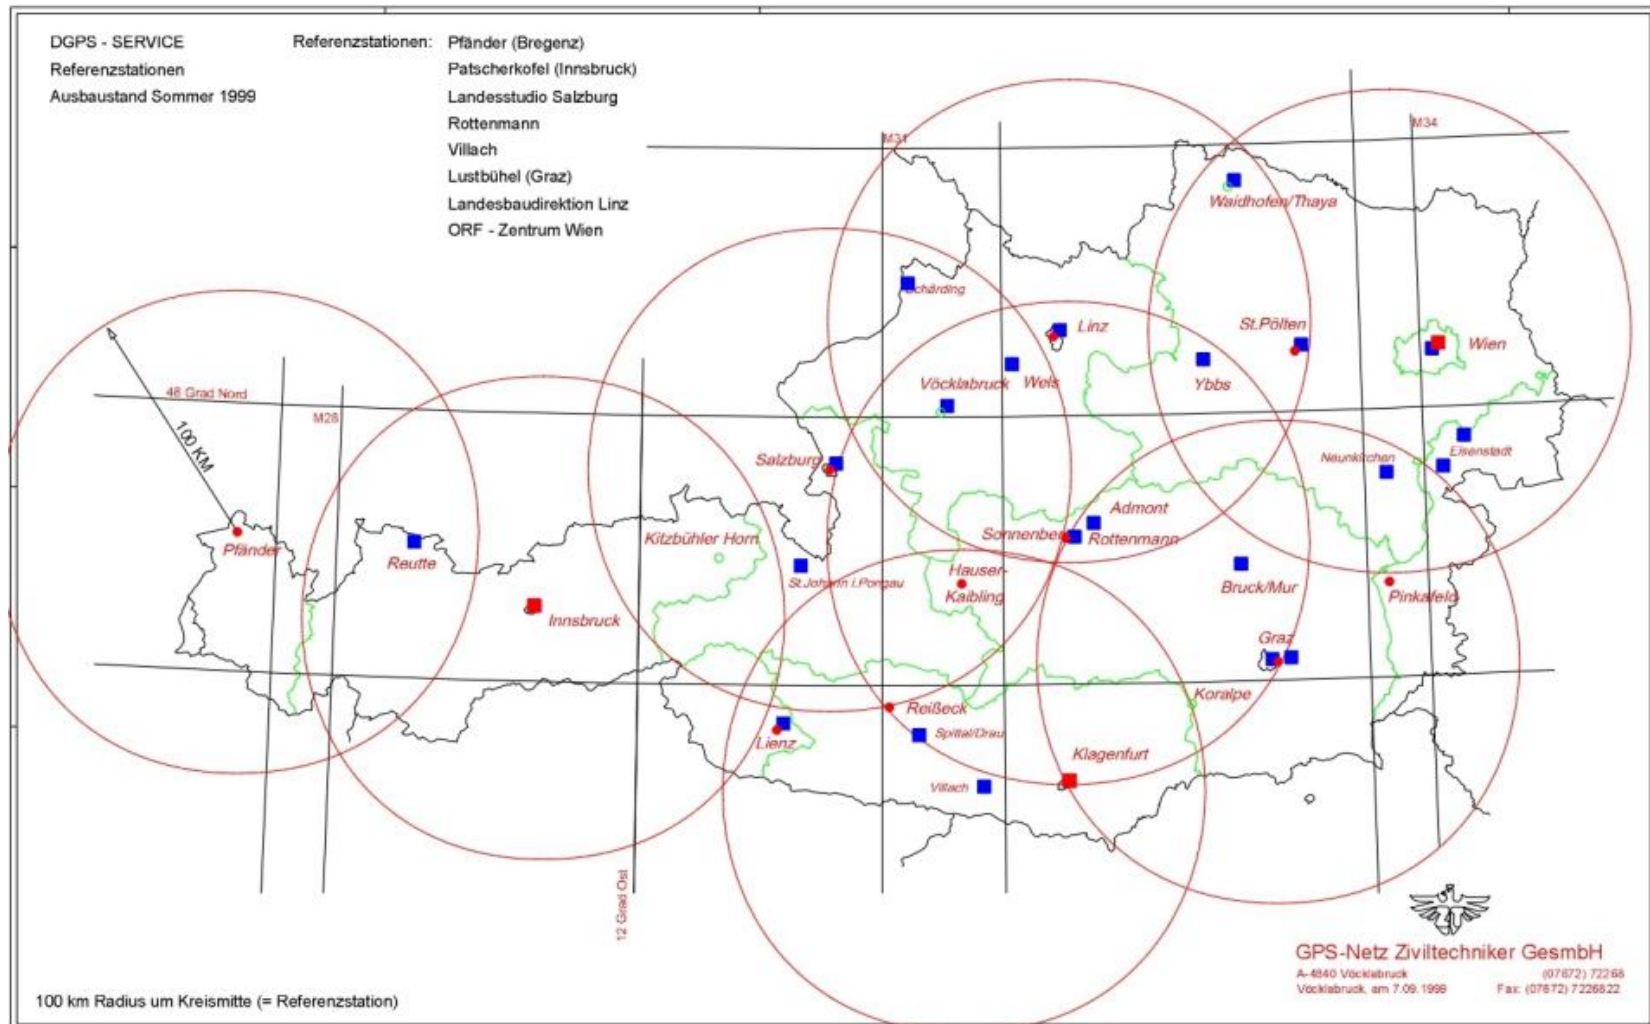 DGPS - SERVICE
Referenzstationen
Ausbaustand Sommer 1999
Referenzstationen:
Pfänder (Bregenz)
Patscherkofel (Innsbruck)
Landesstudio Salzburg
Rottenmann
Villach
Lustbühel (Graz)
Landesbaudirektion Linz
ORF - Zentrum Wien
M31
M34
Waidhofen/Thaya
Schärding
Linz
St.Pölten
Wien
Vöcklabruck
Wels
Ybbs
48 Grad Nord
M28
100 KM
Salzburg
Neunkirchen
Eisenstadt
Admont
Sonnenberg
Rottenmann
Pfänder
Reutte
Kitzbühler Horn
St.Johann i.Pongau
Hauser-
Kaibling
Bruck/Mur
Pinkafeld
Innsbruck
Graz
Koralpe
Reißeck
Lienz
Spittal/Drau
Klagenfurt
Villach
12 Grad Ost
GPS-Netz Ziviltechniker GesmbH
A-4840 Vöcklabruck (07672) 72268
Vöcklabruck, am 7.09.1999 Fax: (07672) 7226822
100 km Radius um Kreismitte (= Referenzstation)